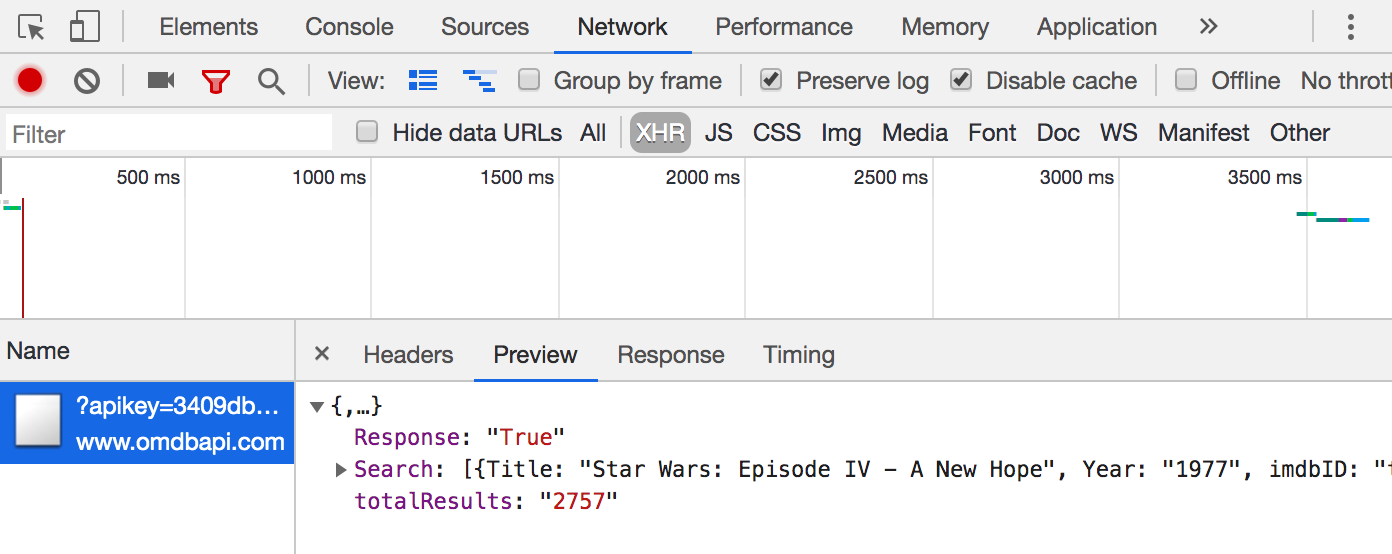 Elements Console Sources Network Performance Memory Application »
View: Group by frame Preserve log Disable cache Offline No thrott
Filter Hide data URLs All XHR JS CSS Img Media Font Doc WS Manifest Other
500 ms 1000 ms 1500 ms 2000 ms 2500 ms 3000 ms 3500 ms
Name × Headers Preview Response Timing
?apikey=3409db…
www.omdbapi.com
▼{,…}
Response: "True"
▶Search: [{Title: "Star Wars: Episode IV - A New Hope", Year: "1977", imdbID: "t
totalResults: "2757"